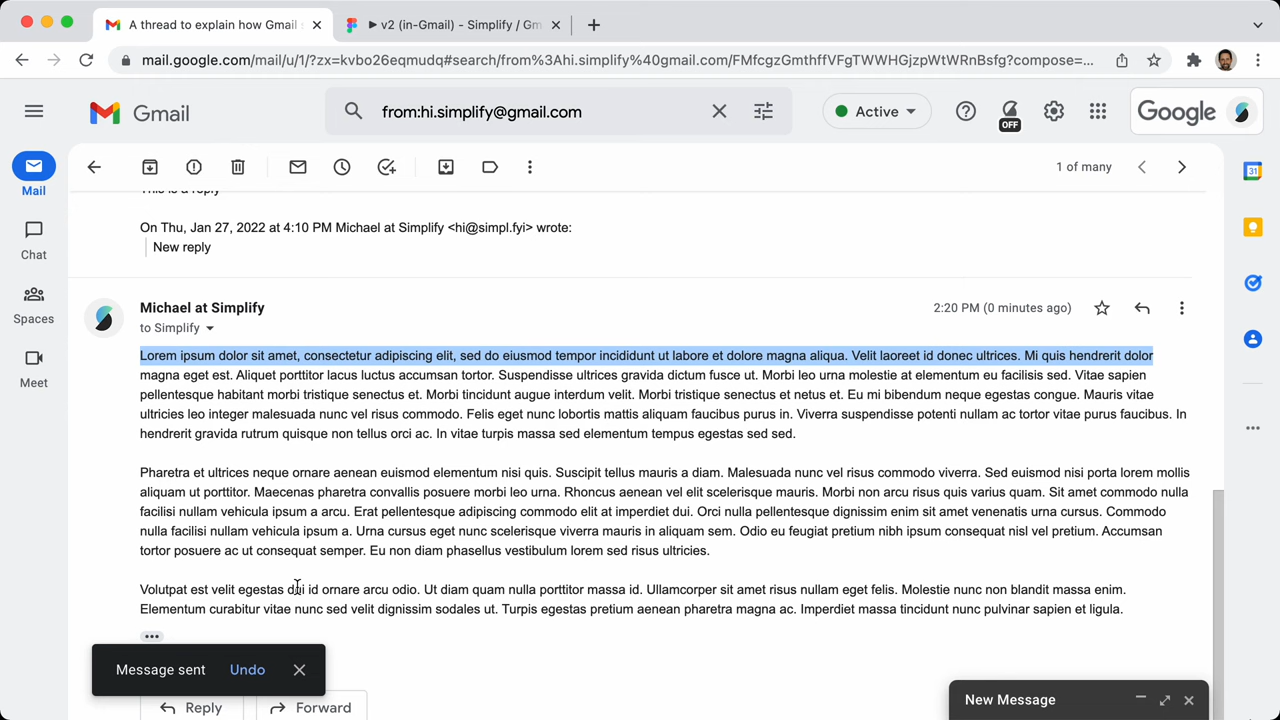 A thread to explain how Gmail
v2 (in-Gmail) - Simplify / Gm
mail.google.com/mail/u/1/?zx=kvbo26eqmudq#search/from%3Ahi.simplify%40gmail.com/FMfcgzGmthffVFgTWWHGjzpWtWRnBsfg?compose=...
Gmail
from:hi.simplify@gmail.com
Active
OFF
Google
Mail
1 of many
This is a reply
On Thu, Jan 27, 2022 at 4:10 PM Michael at Simplify <hi@simpl.fyi> wrote:
New reply
Chat
Spaces
Meet
31
Michael at Simplify
2:20 PM (0 minutes ago)
to Simplify
Lorem ipsum dolor sit amet, consectetur adipiscing elit, sed do eiusmod tempor incididunt ut labore et dolore magna aliqua. Velit laoreet id donec ultrices. Mi quis hendrerit dolor
magna eget est. Aliquet porttitor lacus luctus accumsan tortor. Suspendisse ultrices gravida dictum fusce ut. Morbi leo urna molestie at elementum eu facilisis sed. Vitae sapien
pellentesque habitant morbi tristique senectus et. Morbi tincidunt augue interdum velit. Morbi tristique senectus et netus et. Eu mi bibendum neque egestas congue. Mauris vitae
ultricies leo integer malesuada nunc vel risus commodo. Felis eget nunc lobortis mattis aliquam faucibus purus in. Viverra suspendisse potenti nullam ac tortor vitae purus faucibus. In
hendrerit gravida rutrum quisque non tellus orci ac. In vitae turpis massa sed elementum tempus egestas sed sed.
Pharetra et ultrices neque ornare aenean euismod elementum nisi quis. Suscipit tellus mauris a diam. Malesuada nunc vel risus commodo viverra. Sed euismod nisi porta lorem mollis
aliquam ut porttitor. Maecenas pharetra convallis posuere morbi leo urna. Rhoncus aenean vel elit scelerisque mauris. Morbi non arcu risus quis varius quam. Sit amet commodo nulla
facilisi nullam vehicula ipsum a arcu. Erat pellentesque adipiscing commodo elit at imperdiet dui. Orci nulla pellentesque dignissim enim sit amet venenatis urna cursus. Commodo
nulla facilisi nullam vehicula ipsum a. Urna cursus eget nunc scelerisque viverra mauris in aliquam sem. Odio eu feugiat pretium nibh ipsum consequat nisl vel pretium. Accumsan
tortor posuere ac ut consequat semper. Eu non diam phasellus vestibulum lorem sed risus ultricies.
Volutpat est velit egestas dui id ornare arcu odio. Ut diam quam nulla porttitor massa id. Ullamcorper sit amet risus nullam eget felis. Molestie nunc non blandit massa enim.
Elementum curabitur vitae nunc sed velit dignissim sodales ut. Turpis egestas pretium aenean pharetra magna ac. Imperdiet massa tincidunt nunc pulvinar sapien et ligula.
Message sent Undo
Reply Forward
New Message